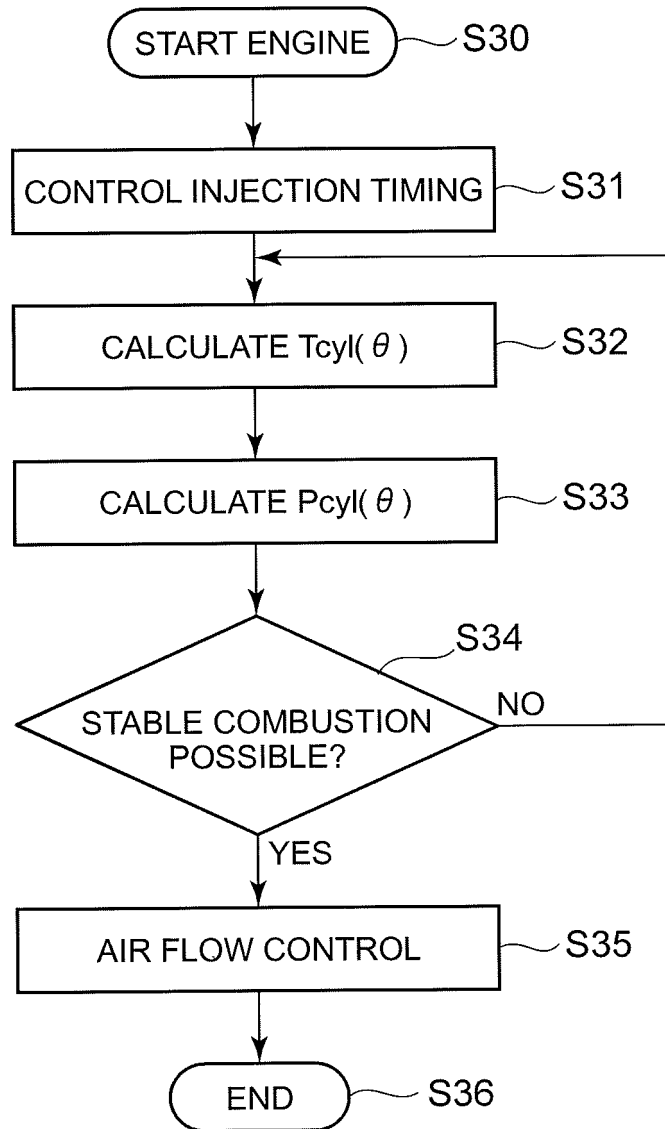 START ENGINE
S30
CONTROL INJECTION TIMING
S31
CALCULATE Tcyl(θ)
S32
CALCULATE Pcyl(θ)
S33
S34
STABLE COMBUSTION
POSSIBLE?
NO
YES
AIR FLOW CONTROL
S35
END
S36